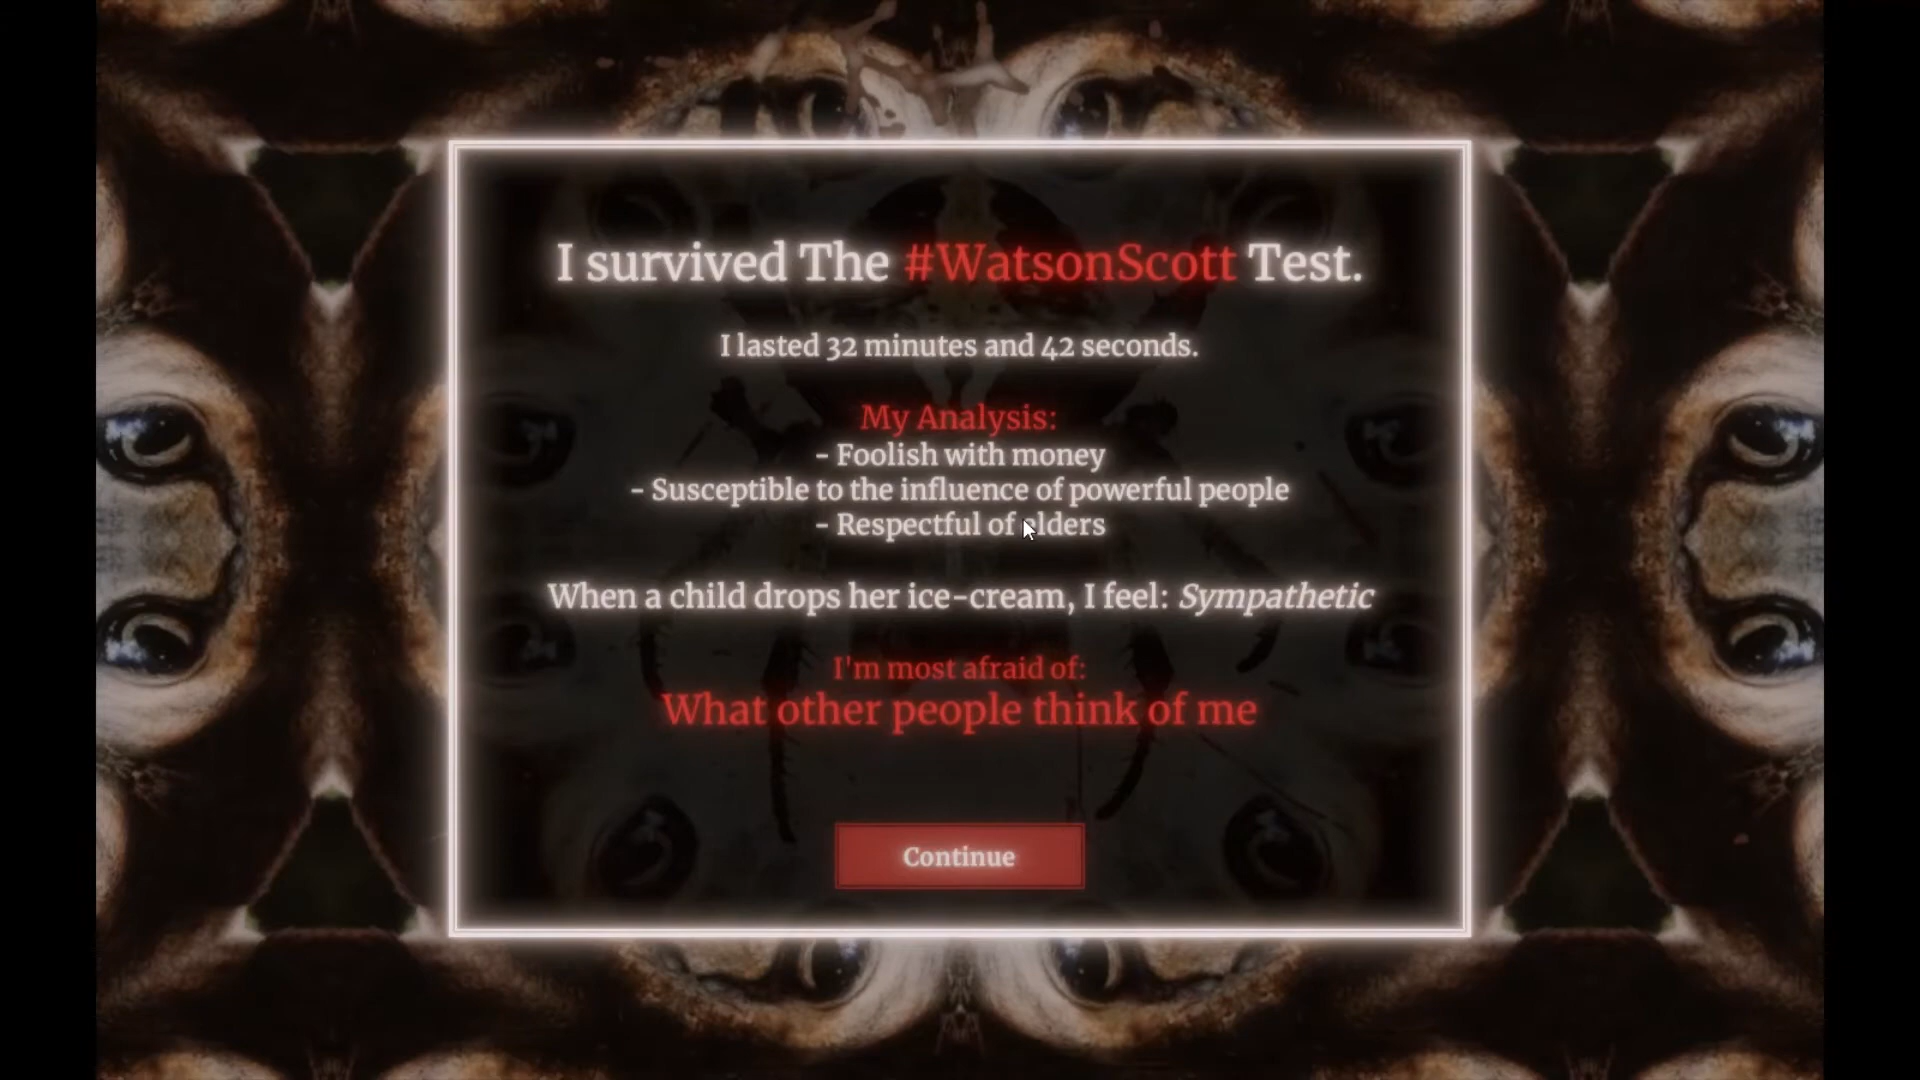 I survived The #WatsonScott Test.
I lasted 32 minutes and 42 seconds.
My Analysis:
- Foolish with money
- Susceptible to the influence of powerful people
- Respectful of elders
When a child drops her ice-cream, I feel: Sympathetic
I'm most afraid of:
What other people think of me
Continue